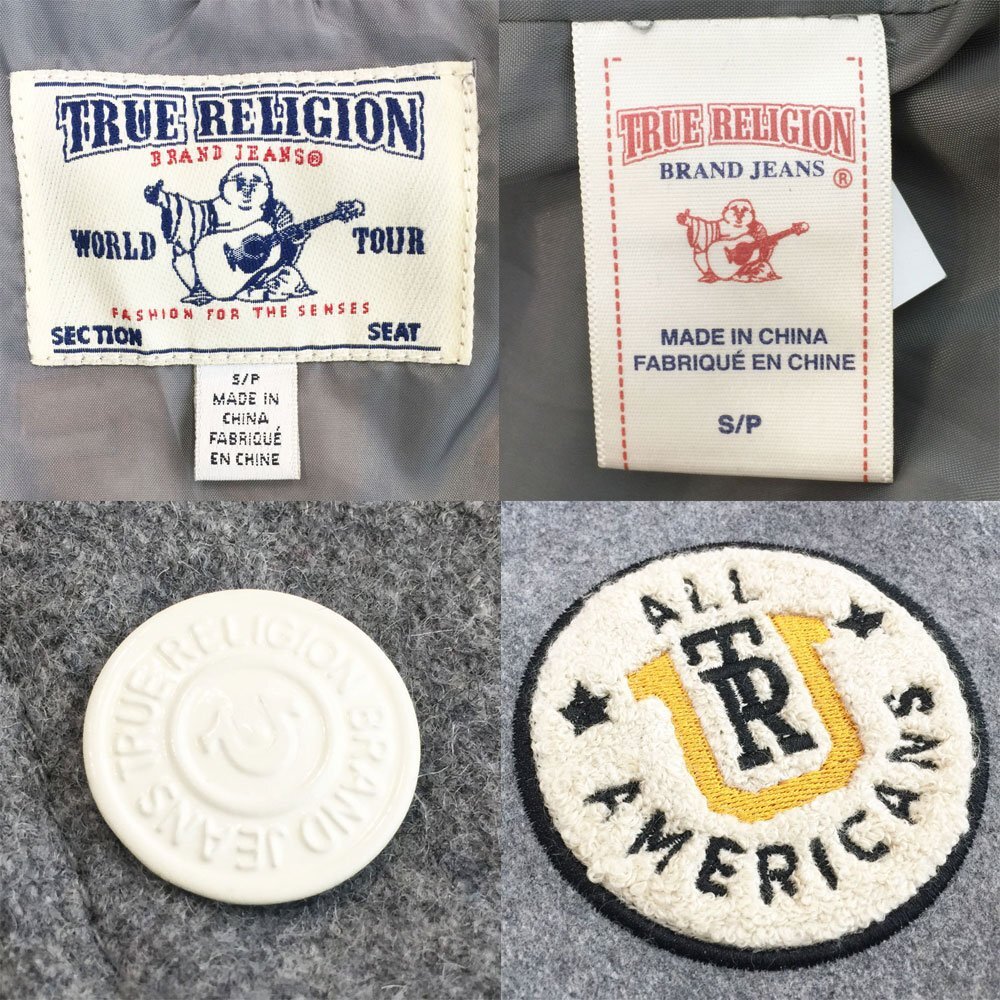 TRUE RELIGION
BRAND JEANS®
WORLD TOUR
FASHION FOR THE SENSES
SECTION SEAT
S/P
MADE IN
CHINA
FABRIQUÉ
EN CHINE
TRUE RELIGION
BRAND JEANS ®
MADE IN CHINA
FABRIQUÉ EN CHINE
S/P
TRUE RELIGION BRAND JEANS
ALL
TR
AMERICANS